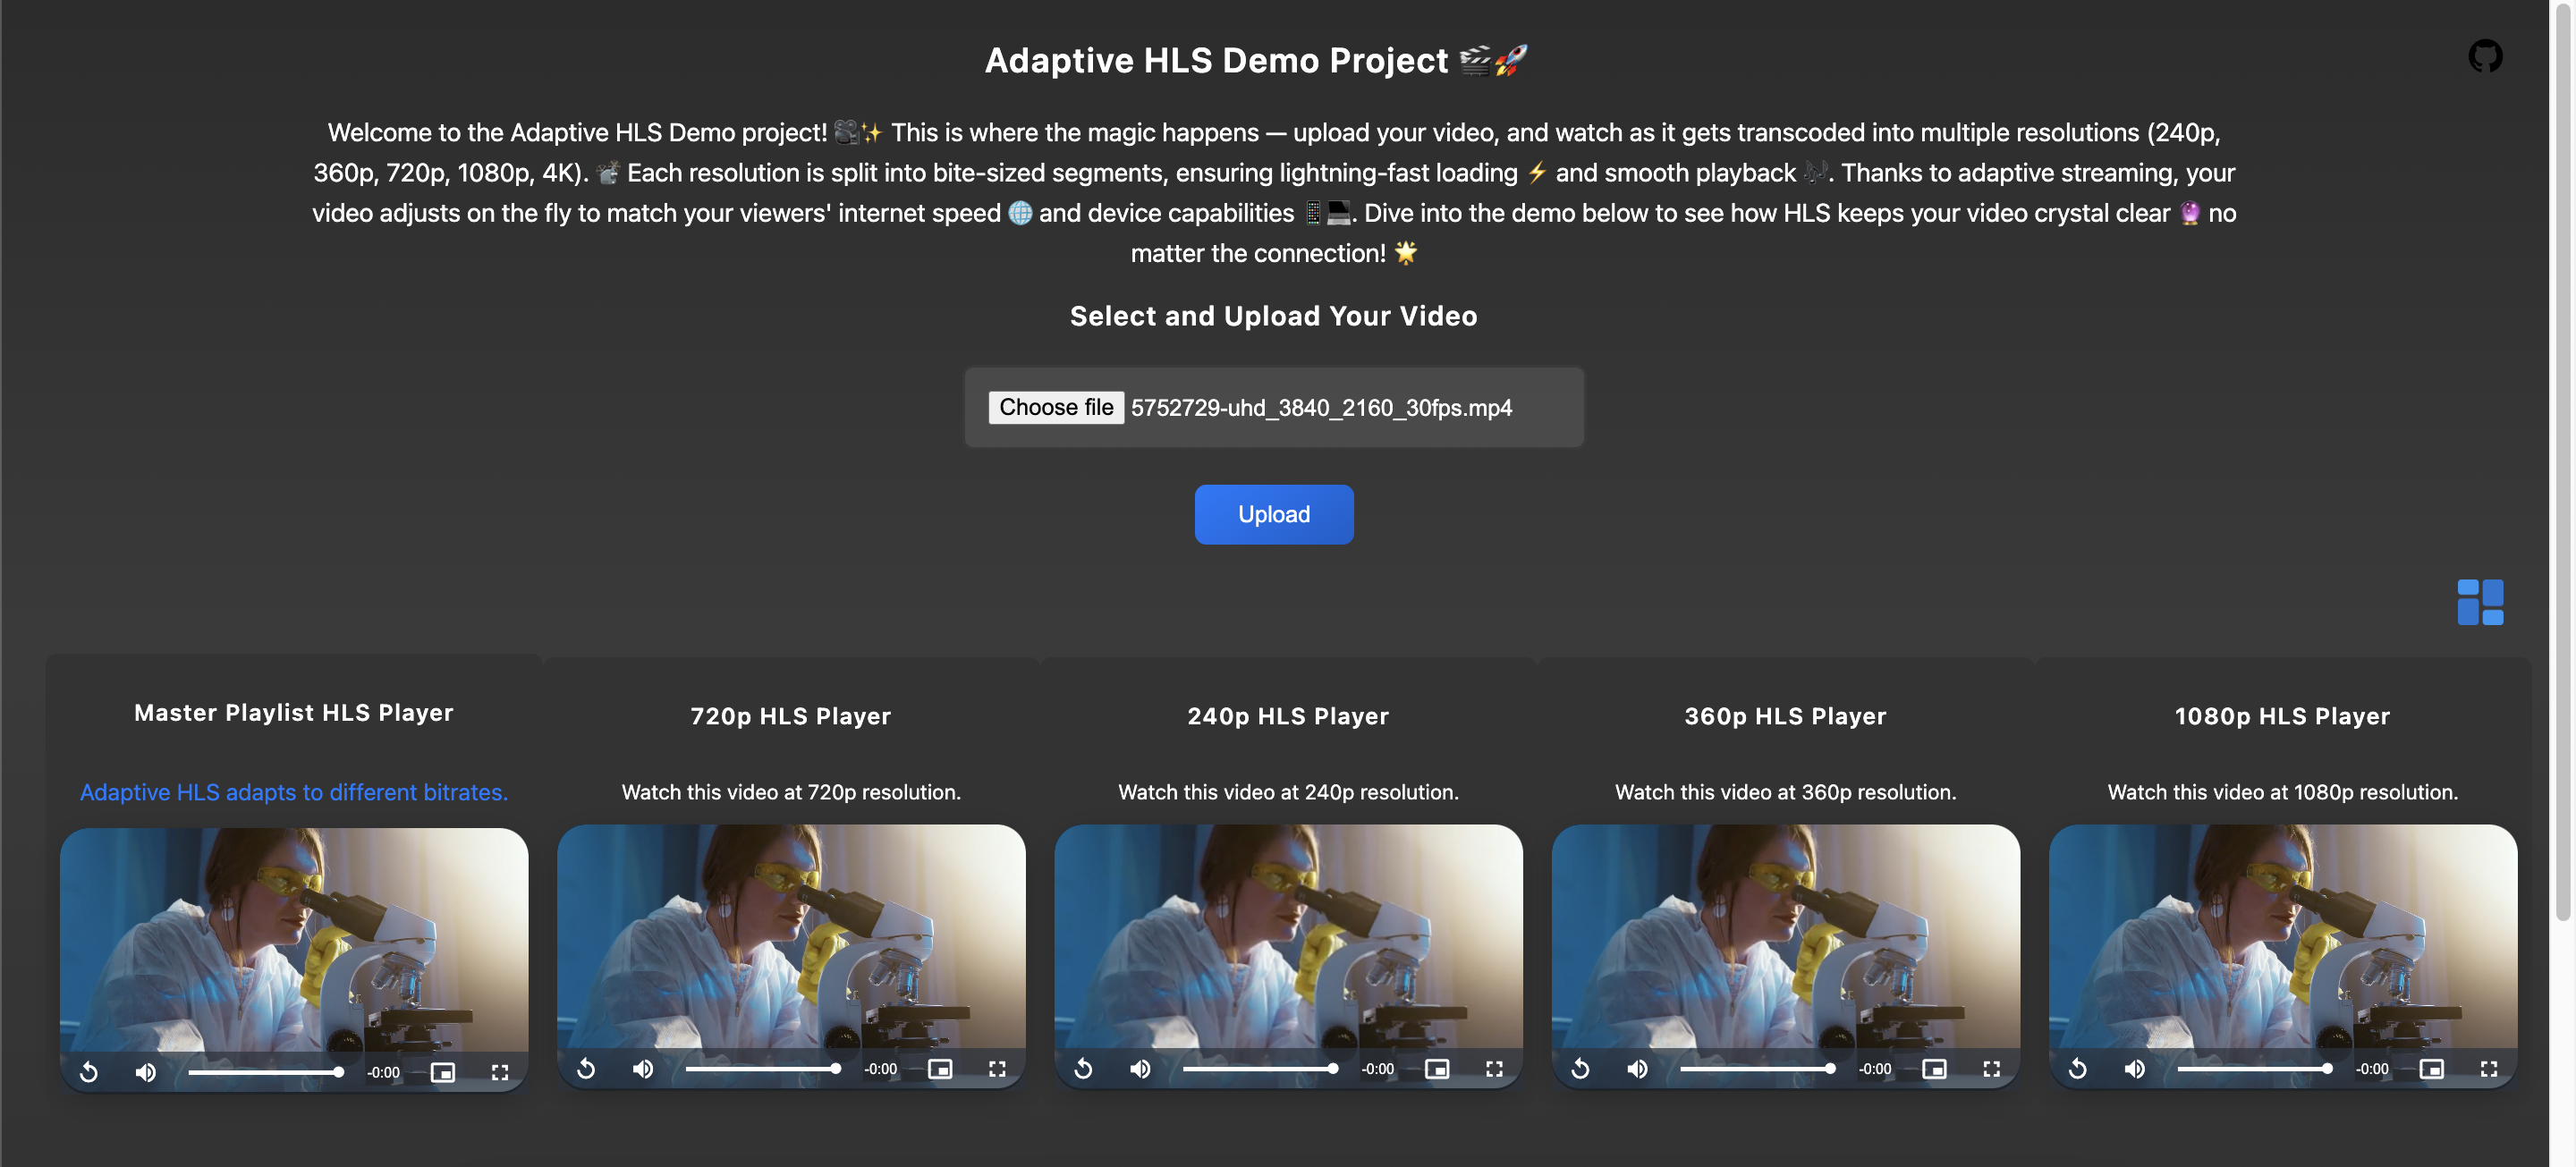 Adaptive HLS Demo Project 🎬🚀
Welcome to the Adaptive HLS Demo project! 🎥✨ This is where the magic happens — upload your video, and watch as it gets transcoded into multiple resolutions (240p,
360p, 720p, 1080p, 4K). 📽️ Each resolution is split into bite-sized segments, ensuring lightning-fast loading ⚡ and smooth playback 🎶. Thanks to adaptive streaming, your
video adjusts on the fly to match your viewers' internet speed 🌐 and device capabilities 📱💻. Dive into the demo below to see how HLS keeps your video crystal clear 🔮 no
matter the connection! 🌟
Select and Upload Your Video
Choose file 5752729-uhd_3840_2160_30fps.mp4
Upload
Master Playlist HLS Player
Adaptive HLS adapts to different bitrates.
-0:00
720p HLS Player
Watch this video at 720p resolution.
-0:00
240p HLS Player
Watch this video at 240p resolution.
-0:00
360p HLS Player
Watch this video at 360p resolution.
-0:00
1080p HLS Player
Watch this video at 1080p resolution.
-0:00